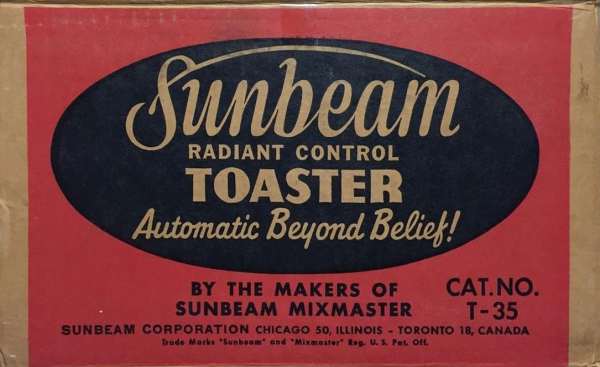 Sunbeam
RADIANT CONTROL
TOASTER
Automatic Beyond Belief!
BY THE MAKERS OF
SUNBEAM MIXMASTER
CAT.NO.
T-35
SUNBEAM CORPORATION CHICAGO 50, ILLINOIS - TORONTO 18, CANADA
Trade Marks "Sunbeam" and "Mixmaster" Reg. U. S. Pat. Off.